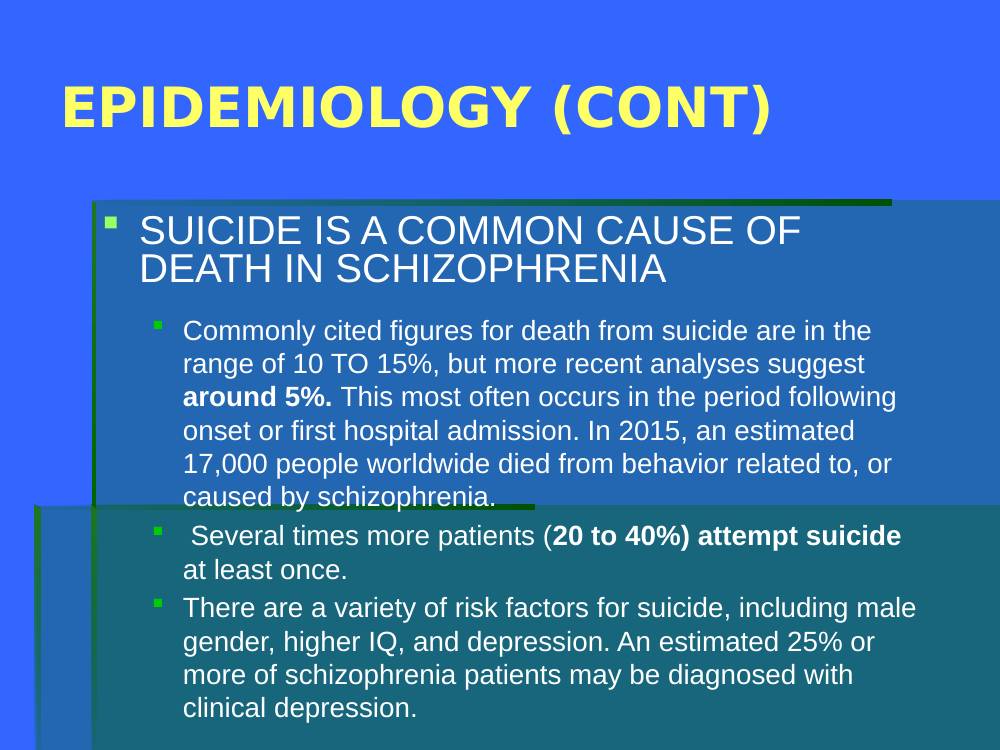 EPIDEMIOLOGY (CONT)
SUICIDE IS A COMMON CAUSE OF
DEATH IN SCHIZOPHRENIA
Commonly cited figures for death from suicide are in the
range of 10 TO 15%, but more recent analyses suggest
around 5%. This most often occurs in the period following
onset or first hospital admission. In 2015, an estimated
17,000 people worldwide died from behavior related to, or
caused by schizophrenia.
Several times more patients (20 to 40%) attempt suicide
at least once.
There are a variety of risk factors for suicide, including male
gender, higher IQ, and depression. An estimated 25% or
more of schizophrenia patients may be diagnosed with
clinical depression.